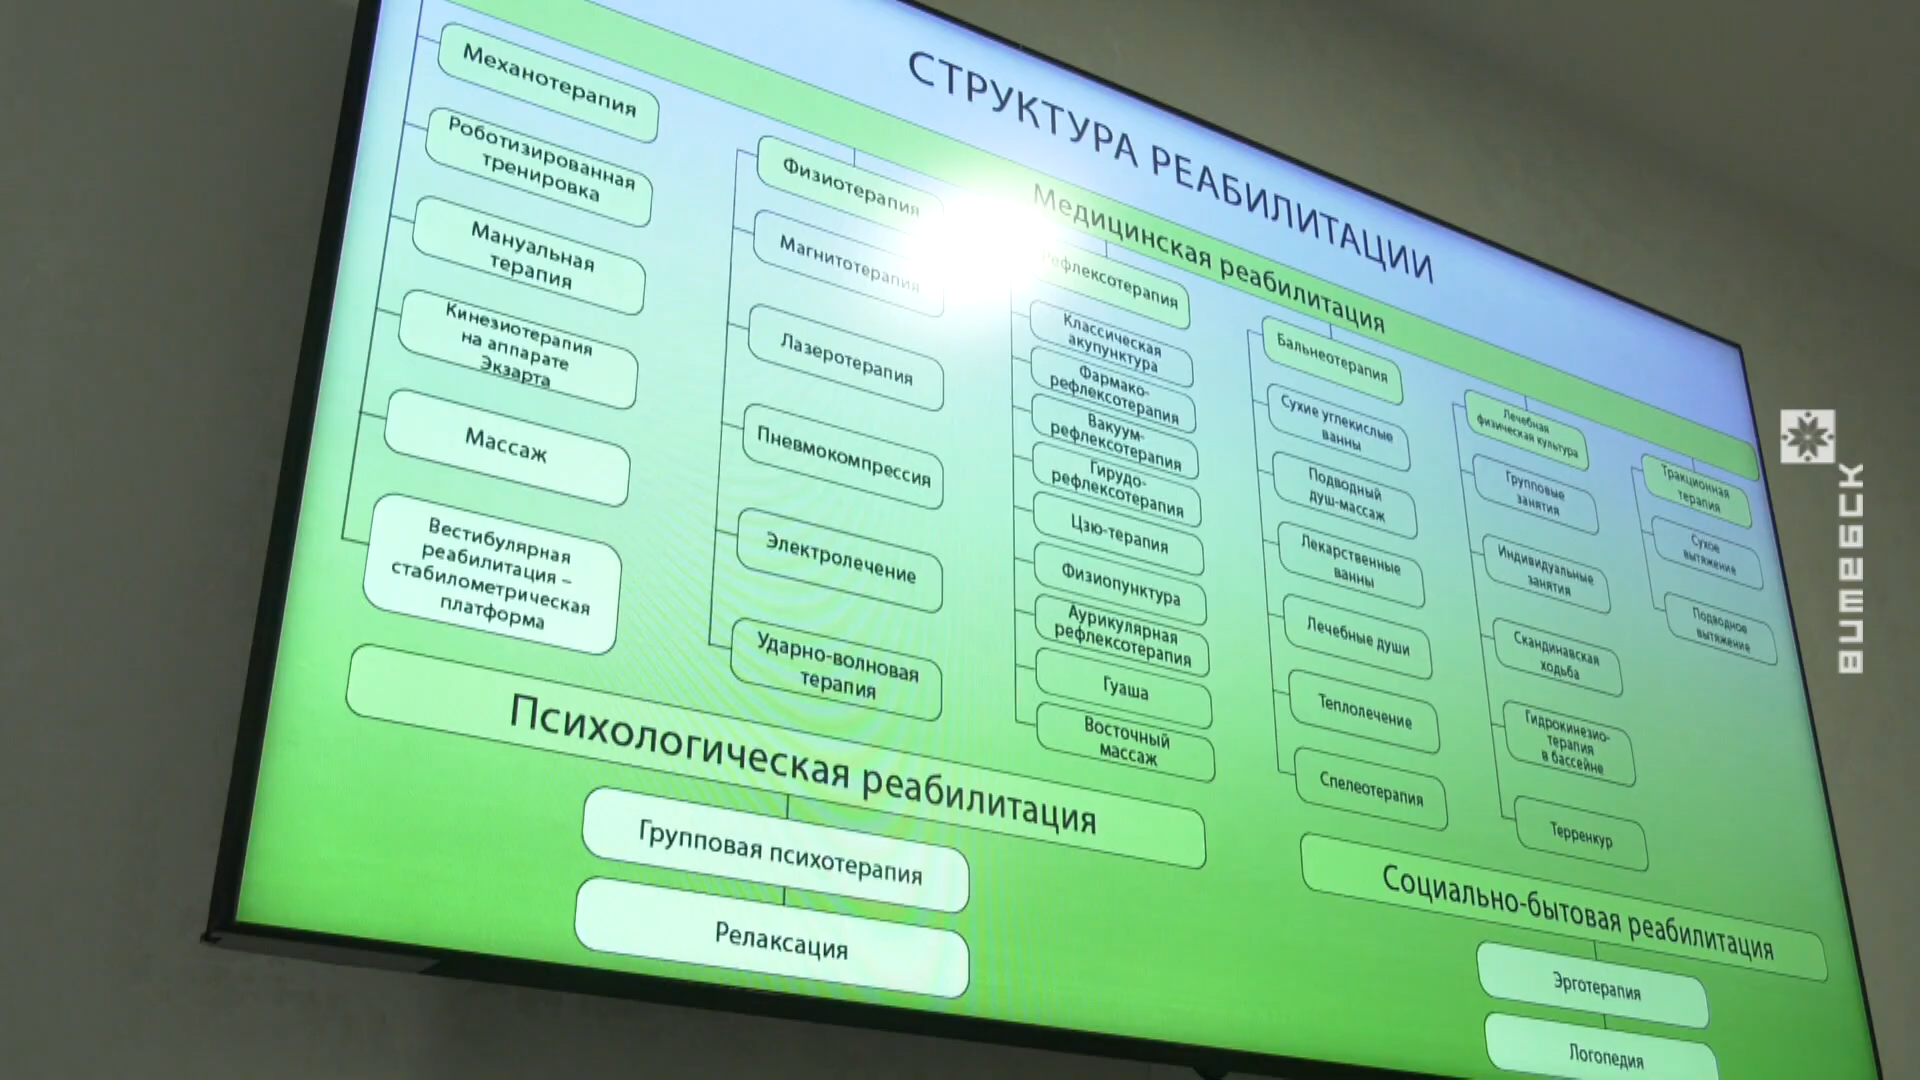 СТРУКТУРА РЕАБИЛИТАЦИИ
Медицинская реабилитация
Механотерапия
Роботизированная
тренировка
Мануальная
терапия
Кинезиотерапия
на аппарате
Экзарта
Массаж
Вестибулярная
реабилитация –
стабилометрическая
платформа
Физиотерапия
Магнитотерапия
Лазеротерапия
Пневмокомпрессия
Электролечение
Ударно-волновая
терапия
Рефлексотерапия
Классическая
акупунктура
Фармако-
рефлексотерапия
Вакуум-
рефлексотерапия
Гирудо-
рефлексотерапия
Цзю-терапия
Физиопунктура
Аурикулярная
рефлексотерапия
Гуаша
Восточный
массаж
Бальнеотерапия
Сухие углекислые
ванны
Подводный
душ-массаж
Лекарственные
ванны
Лечебные души
Теплолечение
Спелеотерапия
Лечебная
физическая культура
Групповые
занятия
Индивидуальные
занятия
Скандинавская
ходьба
Гидрокинезио-
терапия
в бассейне
Терренкур
Тракционная
терапия
Сухое
вытяжение
Подводное
вытяжение
Психологическая реабилитация
Групповая психотерапия
Релаксация
Социально-бытовая реабилитация
Эрготерапия
Логопедия
витебск